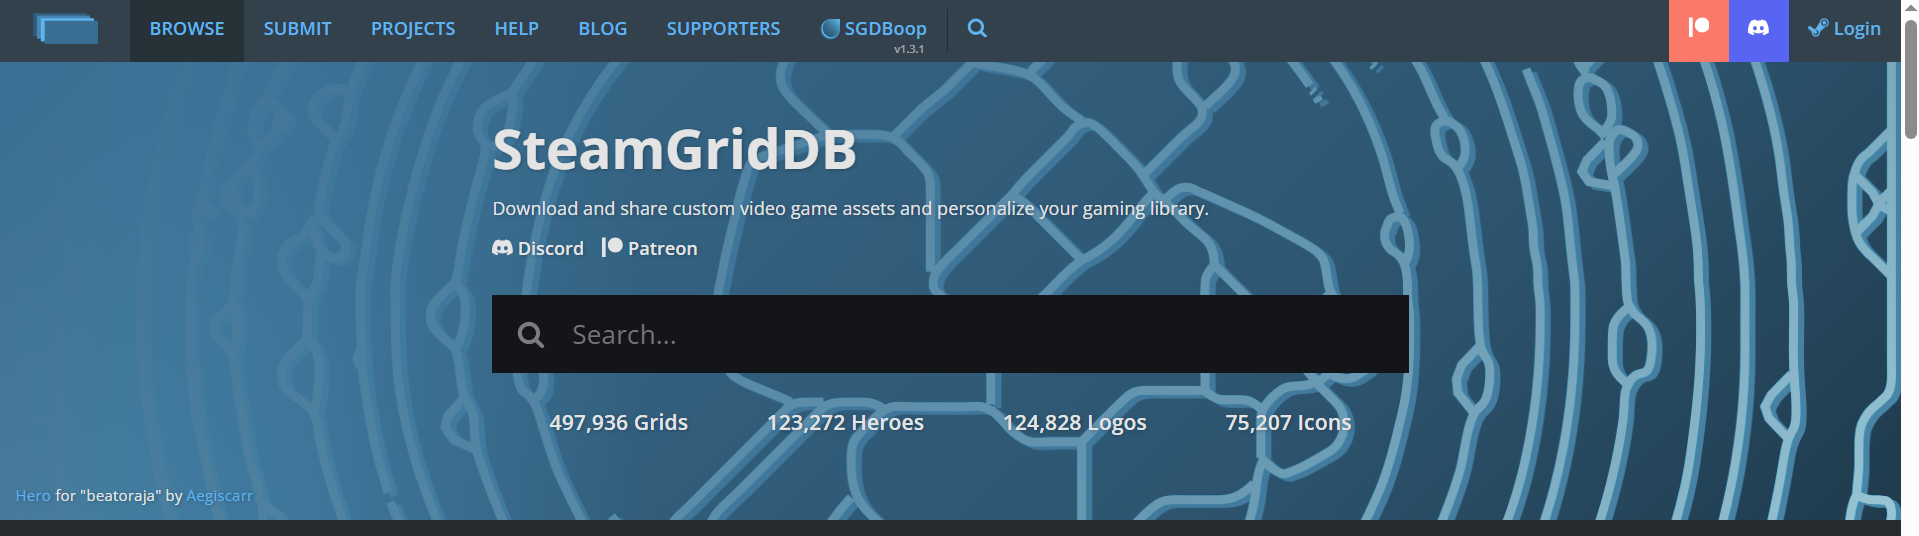 BROWSE SUBMIT PROJECTS HELP BLOG SUPPORTERS SGDBoop Login
v1.3.1
SteamGridDB
Download and share custom video game assets and personalize your gaming library.
Discord Patreon
Search...
497,936 Grids 123,272 Heroes 124,828 Logos 75,207 Icons
Hero for "beatoraja" by Aegiscarr